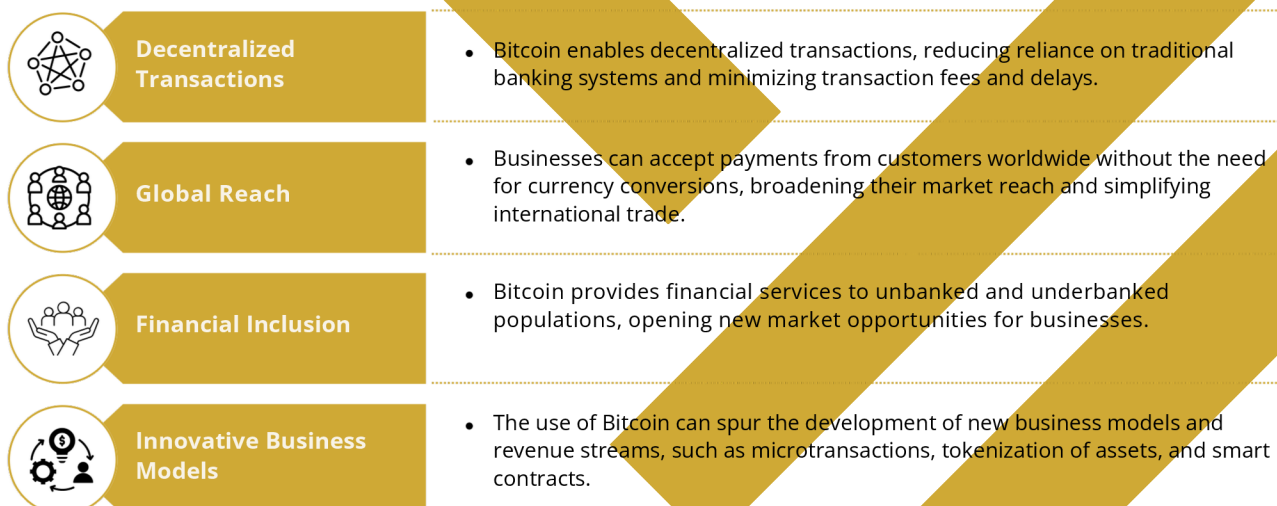 Decentralized
Transactions
• Bitcoin enables decentralized transactions, reducing reliance on traditional
banking systems and minimizing transaction fees and delays.
Global Reach
• Businesses can accept payments from customers worldwide without the need
for currency conversions, broadening their market reach and simplifying
international trade.
Financial Inclusion
• Bitcoin provides financial services to unbanked and underbanked
populations, opening new market opportunities for businesses.
Innovative Business
Models
• The use of Bitcoin can spur the development of new business models and
revenue streams, such as microtransactions, tokenization of assets, and smart
contracts.